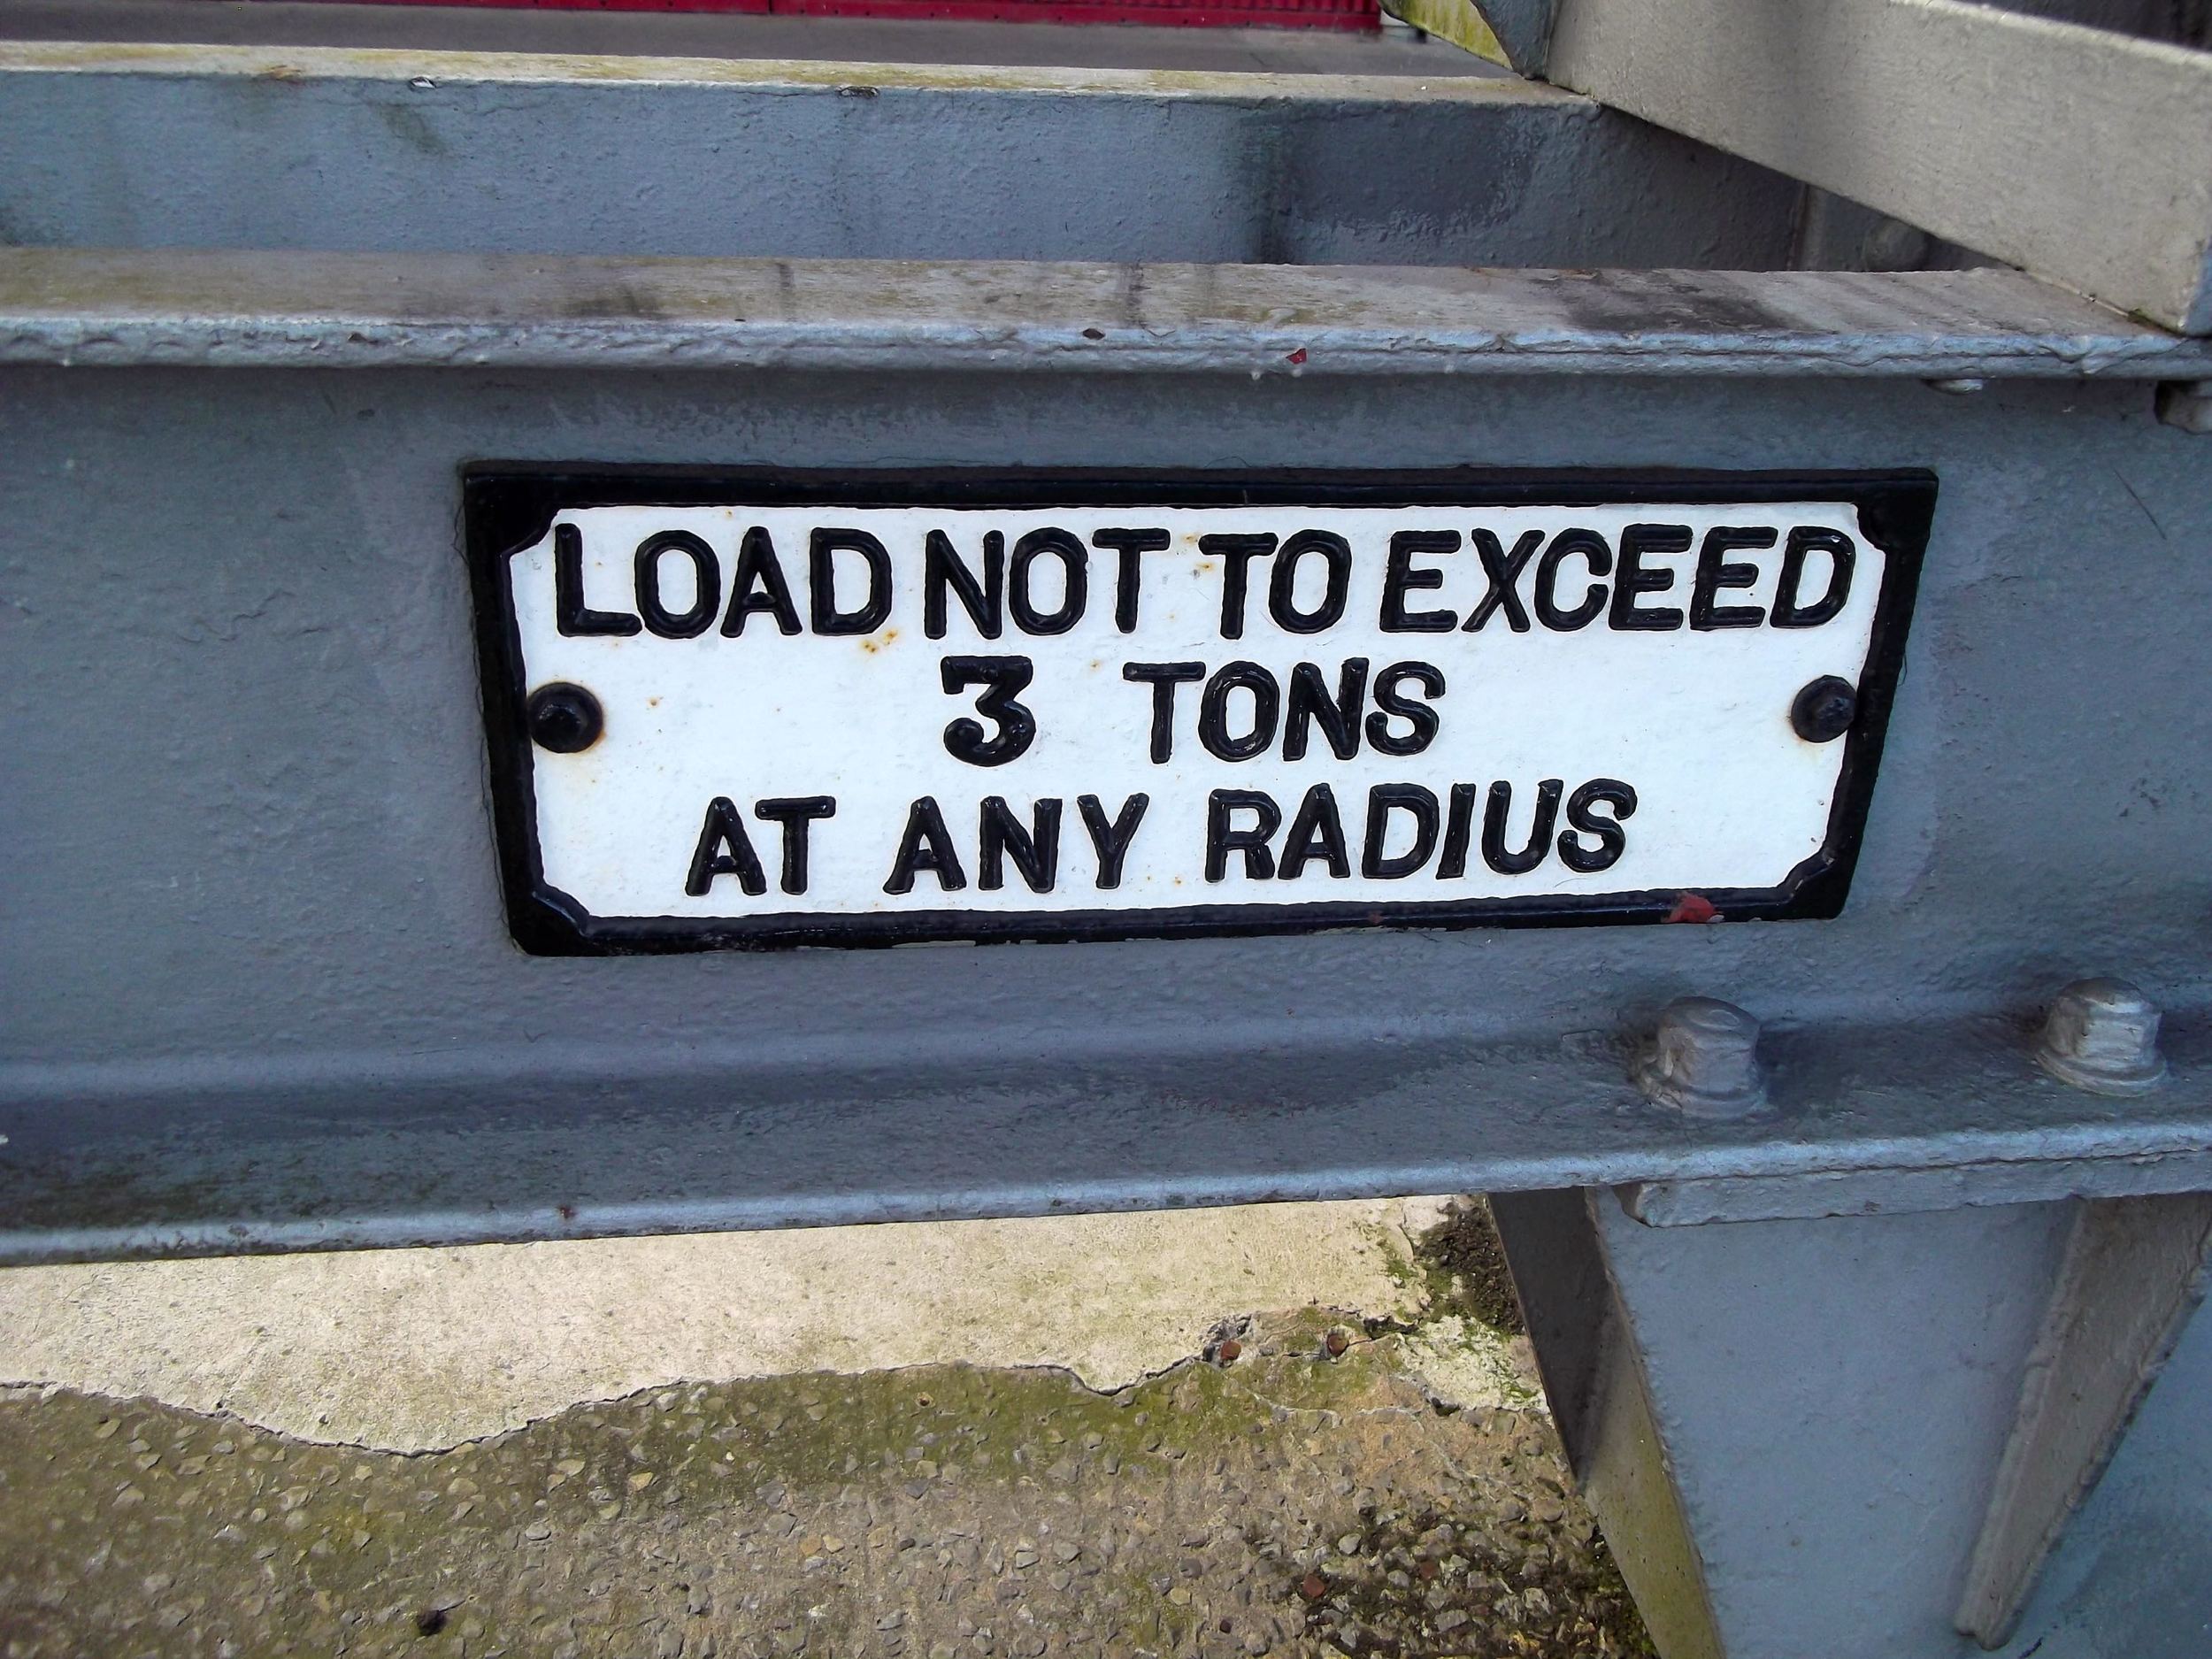 LOAD NOT TO EXCEED
3 TONS
AT ANY RADIUS